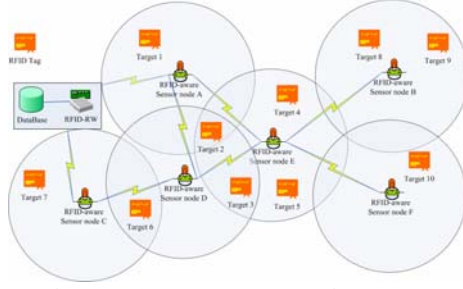 RFID Tag
Target 1
RFID-aware
Sensor node A
Target 8
Target 9
RFID-aware
Sensor node B
DataBase
RFID-RW
Target 4
Target 2
RFID-aware
Sensor node E
Target 7
RFID-aware
Sensor node C
Target 6
RFID-aware
Sensor node D
Target 3
Target 5
Target 10
RFID-aware
Sensor node F